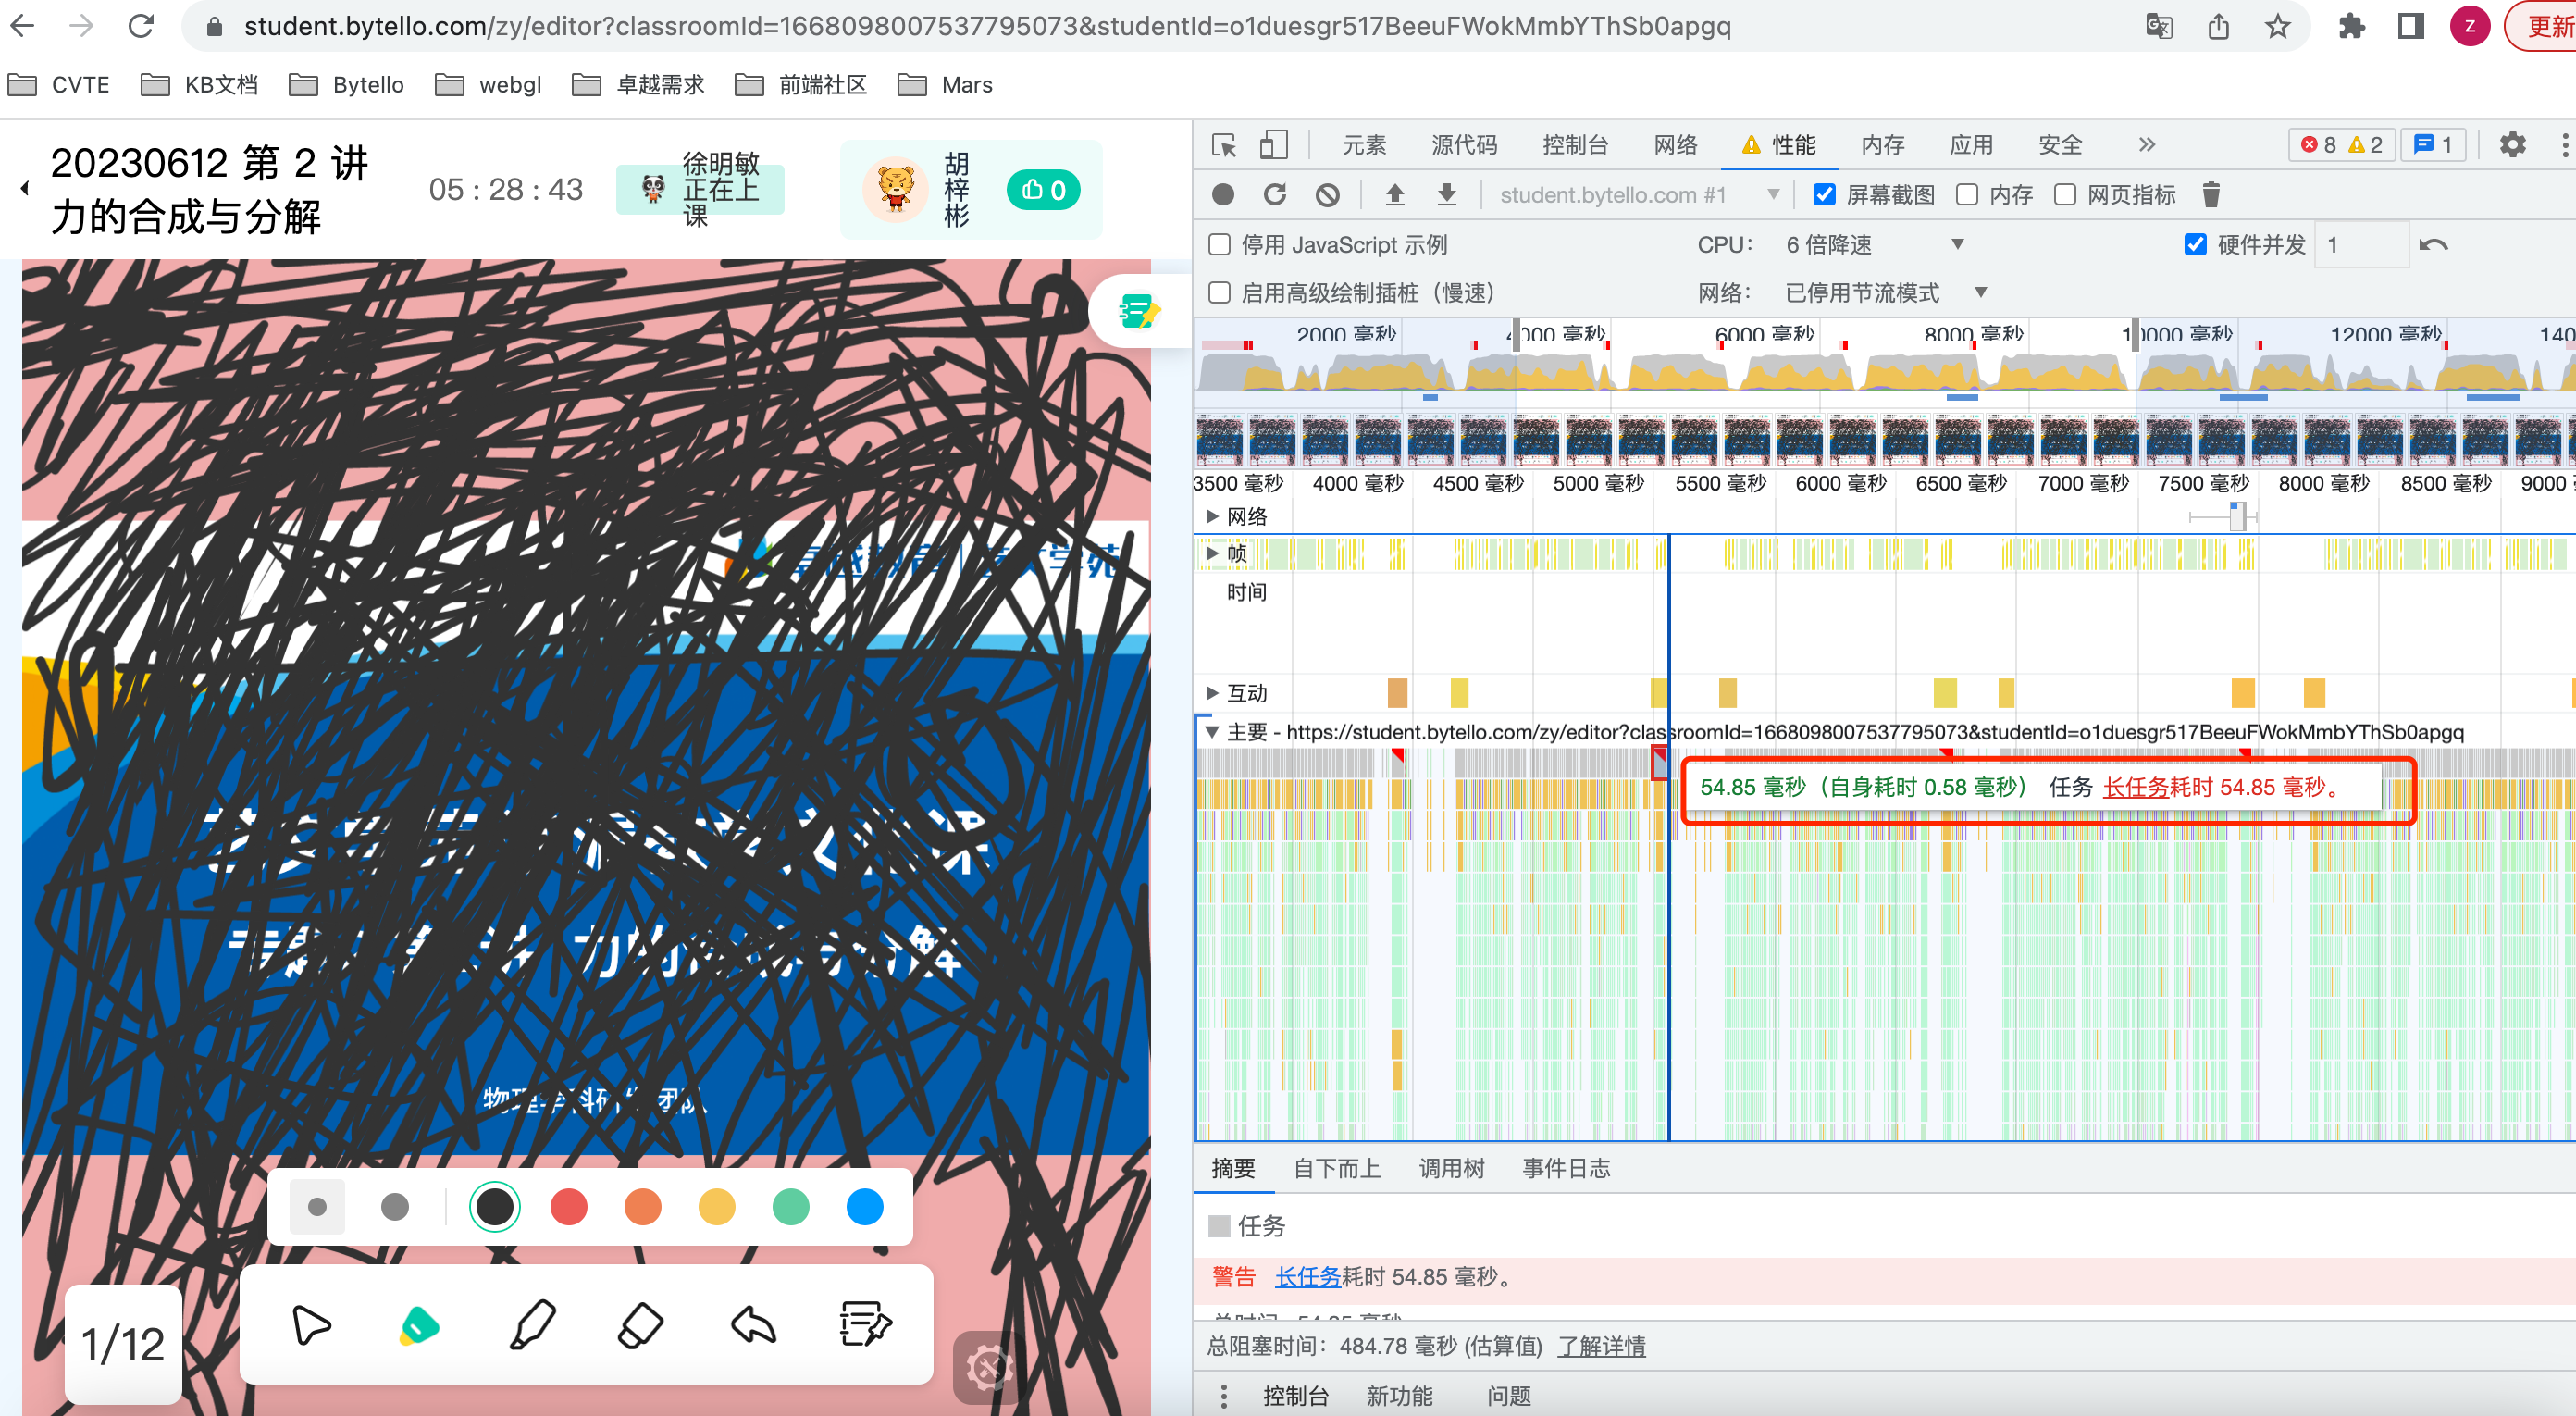 student.bytello.com/zy/editor?classroomId=1668098007537795073&studentId=o1duesgr517BeeuFWokMmbYThSb0apgq
Z
更新
CVTE
KB文档
Bytello
webgl
卓越需求
前端社区
Mars
20230612 第 2 讲
力的合成与分解
05 : 28 : 43
徐明敏
正在上
课
胡
梓
彬
0
力的
分解
物理学科研
团队
1/12
元素
源代码
控制台
网络
性能
内存
应用
安全
8
2
1
student.bytello.com #1
屏幕截图
内存
网页指标
停用 JavaScript 示例
CPU：
6 倍降速
硬件并发
1
启用高级绘制插桩（慢速）
网络：
已停用节流模式
2000 毫秒
4000 毫秒
6000 毫秒
8000 毫秒
10000 毫秒
12000 毫秒
140
3500 毫秒
4000 毫秒
4500 毫秒
5000 毫秒
5500 毫秒
6000 毫秒
6500 毫秒
7000 毫秒
7500 毫秒
8000 毫秒
8500 毫秒
9000
网络
帧
时间
互动
主要 - https://student.bytello.com/zy/editor?classroomId=1668098007537795073&studentId=o1duesgr517BeeuFWokMmbYThSb0apgq
54.85 毫秒（自身耗时 0.58 毫秒） 任务 长任务耗时 54.85 毫秒。
摘要
自下而上
调用树
事件日志
任务
警告 长任务耗时 54.85 毫秒。
总阻塞时间：484.78 毫秒 (估算值) 了解详情
控制台
新功能
问题